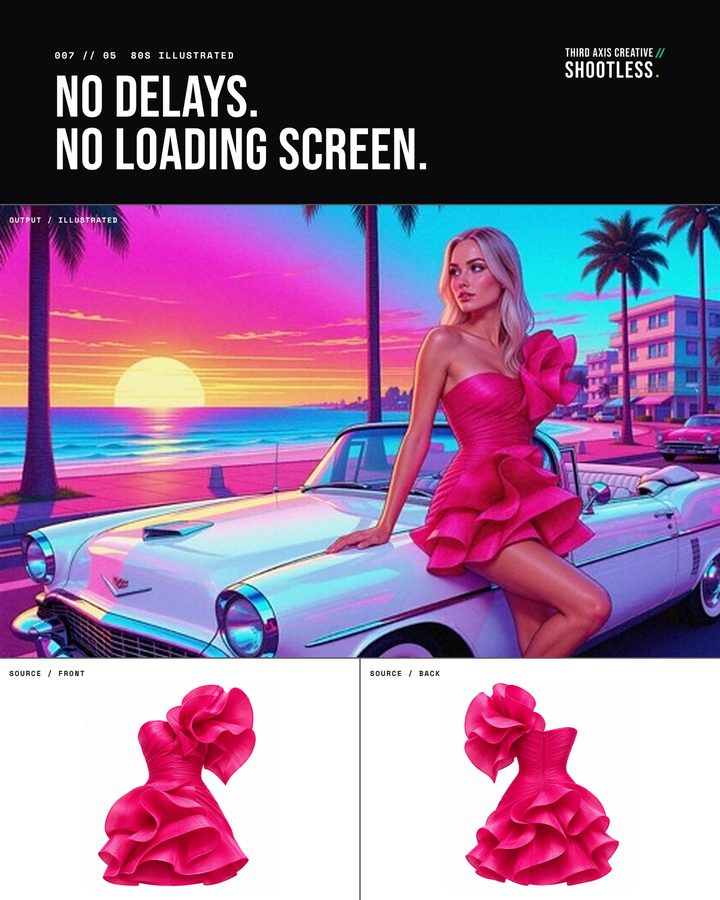 007 // 05 80S ILLUSTRATED
THIRD AXIS CREATIVE //
SHOOTLESS.
NO DELAYS.
NO LOADING SCREEN.
OUTPUT / ILLUSTRATED
SOURCE / FRONT
SOURCE / BACK